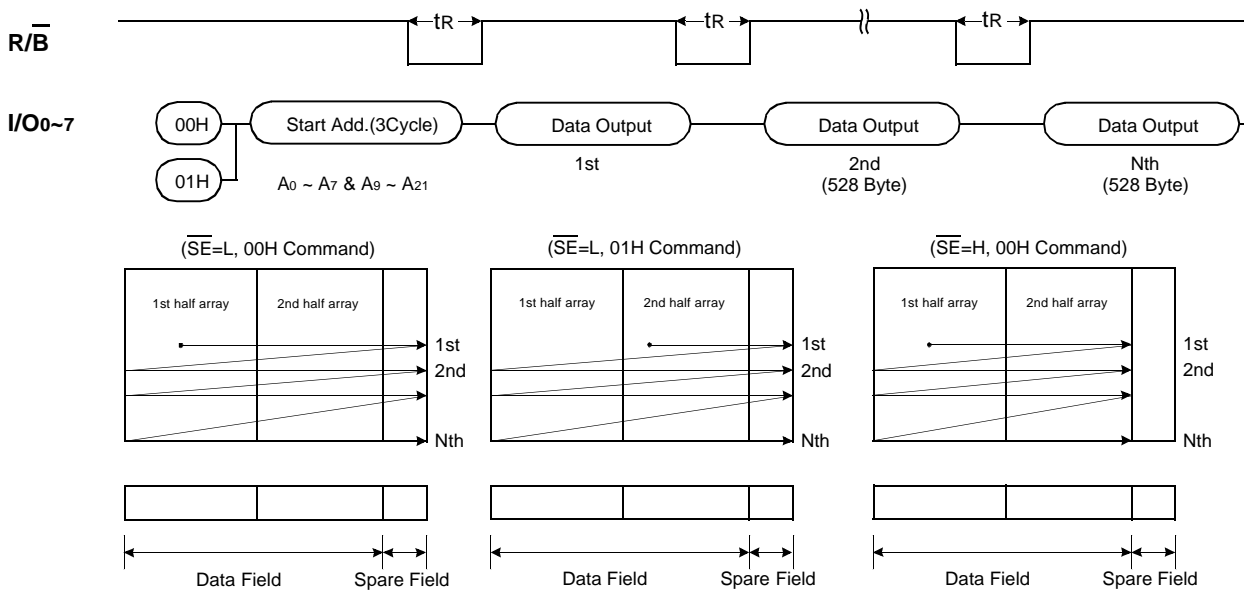 tR tR tR
R/B
I/O0~7 00H Start Add.(3Cycle) Data Output Data Output Data Output
01H A0 ~ A7 & A9 ~ A21 1st 2nd Nth
(528 Byte) (528 Byte)
(SE=L, 00H Command) (SE=L, 01H Command) (SE=H, 00H Command)
1st half array 2nd half array 1st half array 2nd half array 1st half array 2nd half array
1st 1st 1st
2nd 2nd 2nd
Nth Nth Nth
Data Field Spare Field Data Field Spare Field Data Field Spare Field